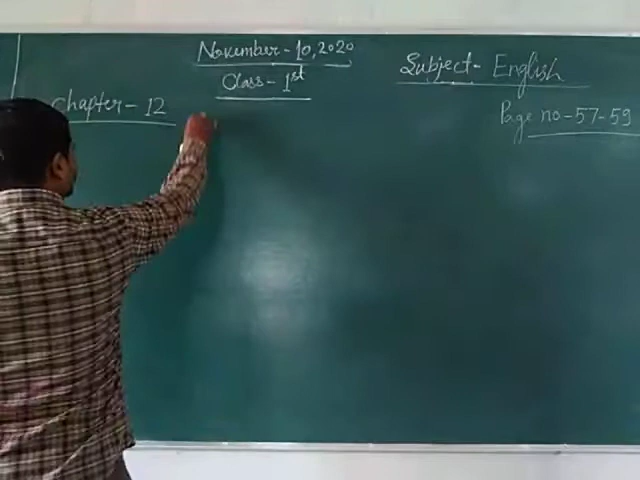 November - 10, 2020
Class - 1st
Subject - English
Chapter - 12
Page no - 57 - 59